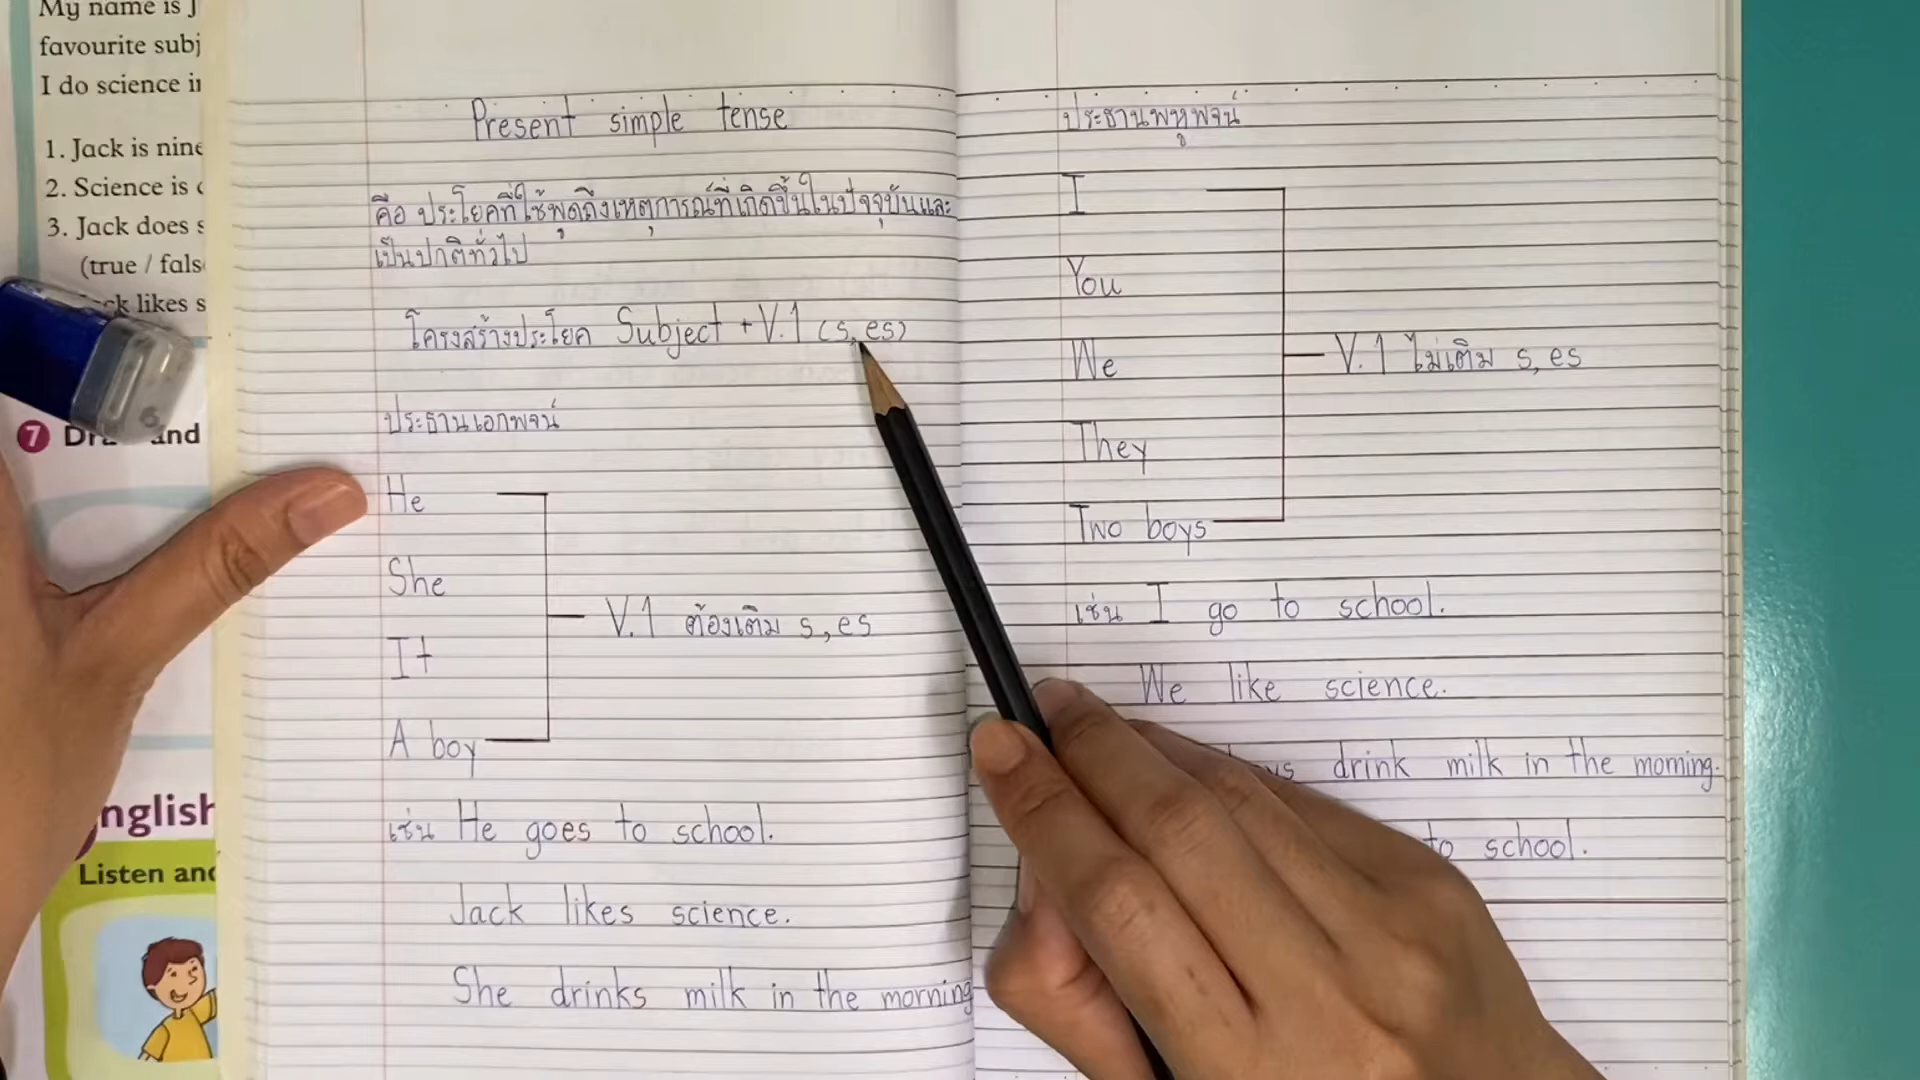 My name is J
favourite subj
I do science i
1. Jack is nine
2. Science is
3. Jack does s
(true / fals
likes s
7 and
nglish
Listen and
6
Present simple tense
คือ ประโยคที่ใช้พูดถึงเหตุการณ์ที่เกิดขึ้นในปัจจุบันและ
เป็นปกติทั่วไป
โครงสร้างประโยค Subject + V.1 (s, es)
ประธานเอกพจน์
He
She
V.1 ต้องเติม s, es
It
A boy
เช่น He goes to school.
Jack likes science.
She drinks milk in the morning
ประธานพหูพจน์
I
You
We
V.1 ไม่เติม s, es
They
Two boys
เช่น I go to school.
We like science.
drink milk in the morning.
to school.